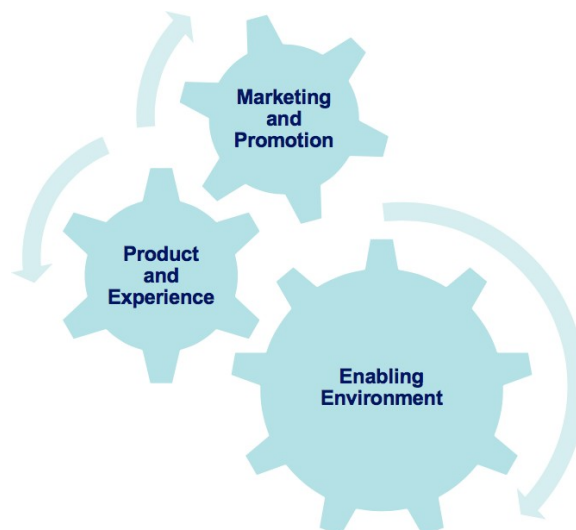 Marketing
and
Promotion
Product
and
Experience
Enabling
Environment